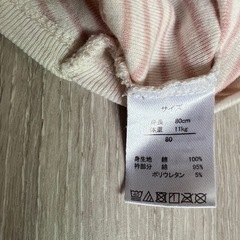 サイズ
身長 80cm
体重 11kg
80
身生地 綿 100%
衿部分 綿 95%
ポリウレタン 5%